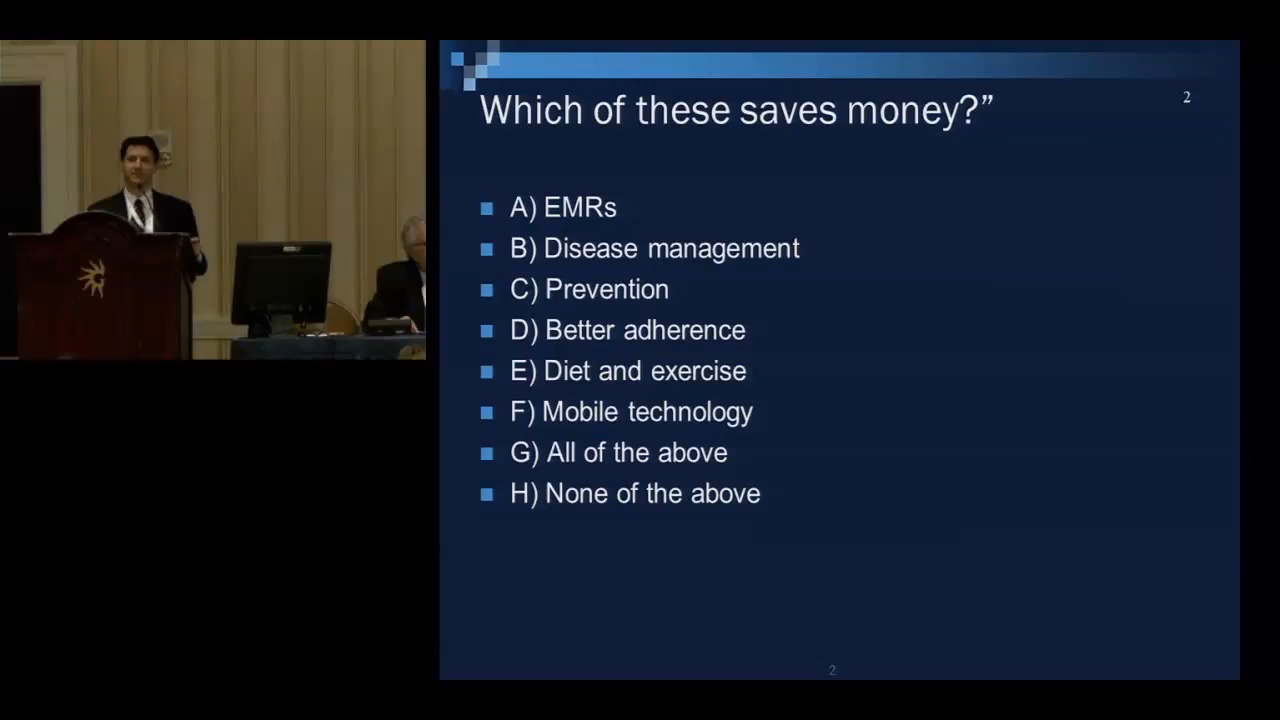 Which of these saves money?”
2
A) EMRs
B) Disease management
C) Prevention
D) Better adherence
E) Diet and exercise
F) Mobile technology
G) All of the above
H) None of the above
2